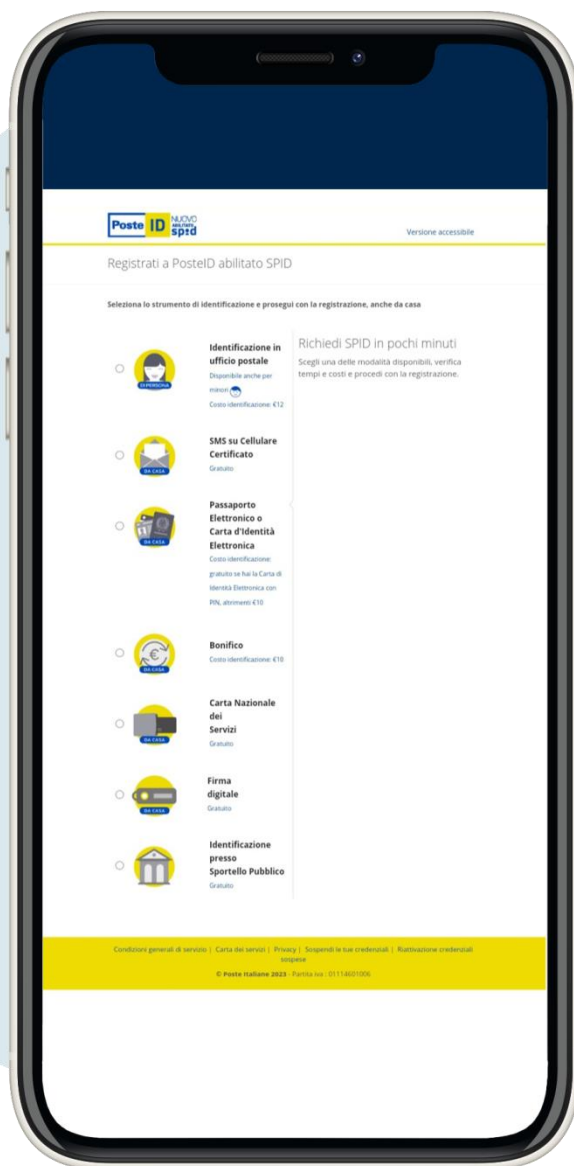 Poste ID NUOVO
abilitato
spid
Versione accessibile
Registrati a PosteID abilitato SPID
Seleziona lo strumento di identificazione e prosegui con la registrazione, anche da casa
DI PERSONA
Identificazione in
ufficio postale
Disponibile anche per
minori
Costo identificazione: €12
Richiedi SPID in pochi minuti
Scegli una delle modalità disponibili, verifica
tempi e costi e procedi con la registrazione.
DA CASA
SMS su Cellulare
Certificato
Gratuito
DA CASA
Passaporto
Elettronico o
Carta d'Identità
Elettronica
Costo identificazione:
gratuito se hai la Carta di
Identità Elettronica con
PIN, altrimenti €10
DA CASA
Bonifico
Costo identificazione: €10
DA CASA
Carta Nazionale
dei
Servizi
Gratuito
DA CASA
Firma
digitale
Gratuito
Identificazione
presso
Sportello Pubblico
Gratuito
Condizioni generali di servizio | Carta dei servizi | Privacy | Sospendi le tue credenziali | Riattivazione credenziali
sospese
© Poste Italiane 2023 - Partita iva : 01114601006